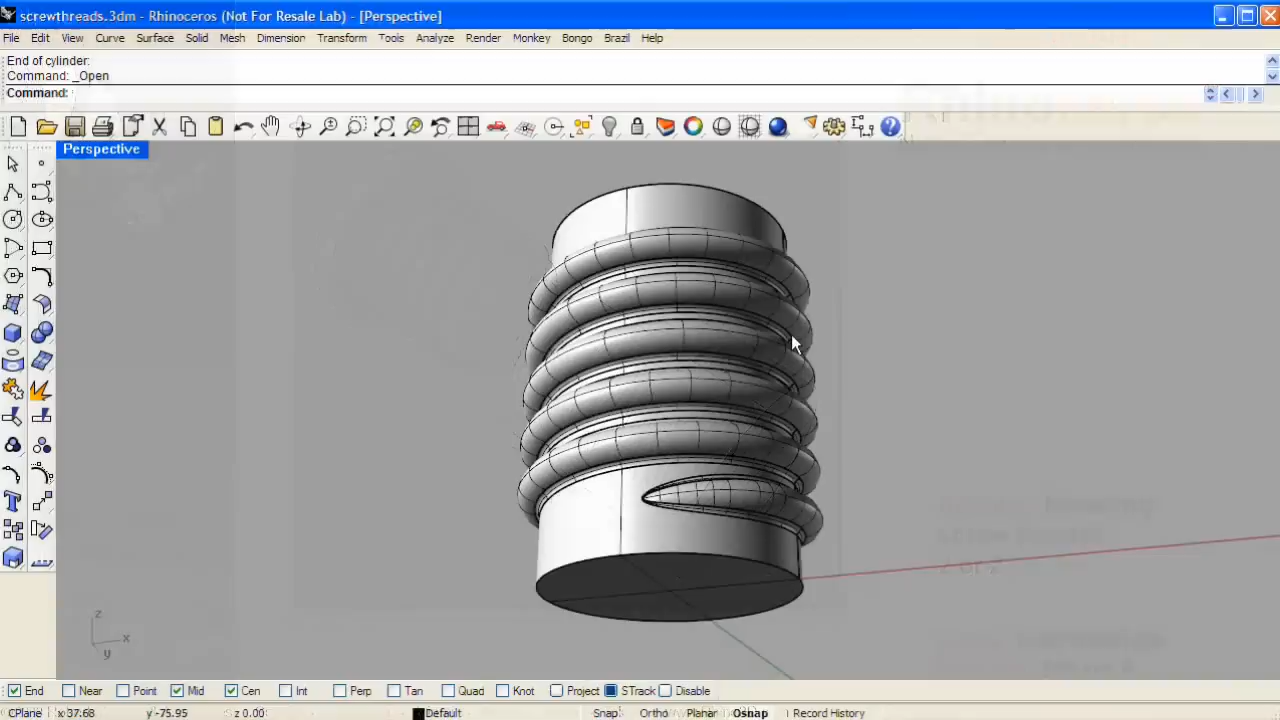 screwthreads.3dm - Rhinoceros (Not For Resale Lab) - [Perspective]
File Edit View Curve Surface Solid Mesh Dimension Transform Tools Analyze Render Monkey Bongo Brazil Help
End of cylinder:
Command: _Open
Command:
Perspective
z
x
y
End Near Point Mid Cen Int Perp Tan Quad Knot Project STrack Disable
CPlane x 37.68 y -75.95 z 0.00 Default Snap Ortho Planar Osnap Record History